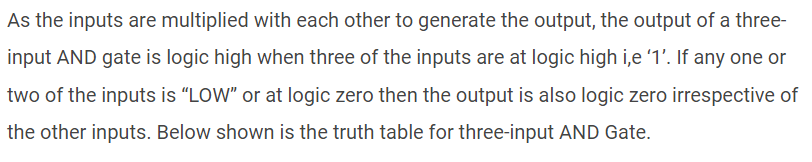 As the inputs are multiplied with each other to generate the output, the output of a three-
input AND gate is logic high when three of the inputs are at logic high i,e ‘1’. If any one or
two of the inputs is “LOW” or at logic zero then the output is also logic zero irrespective of
the other inputs. Below shown is the truth table for three-input AND Gate.